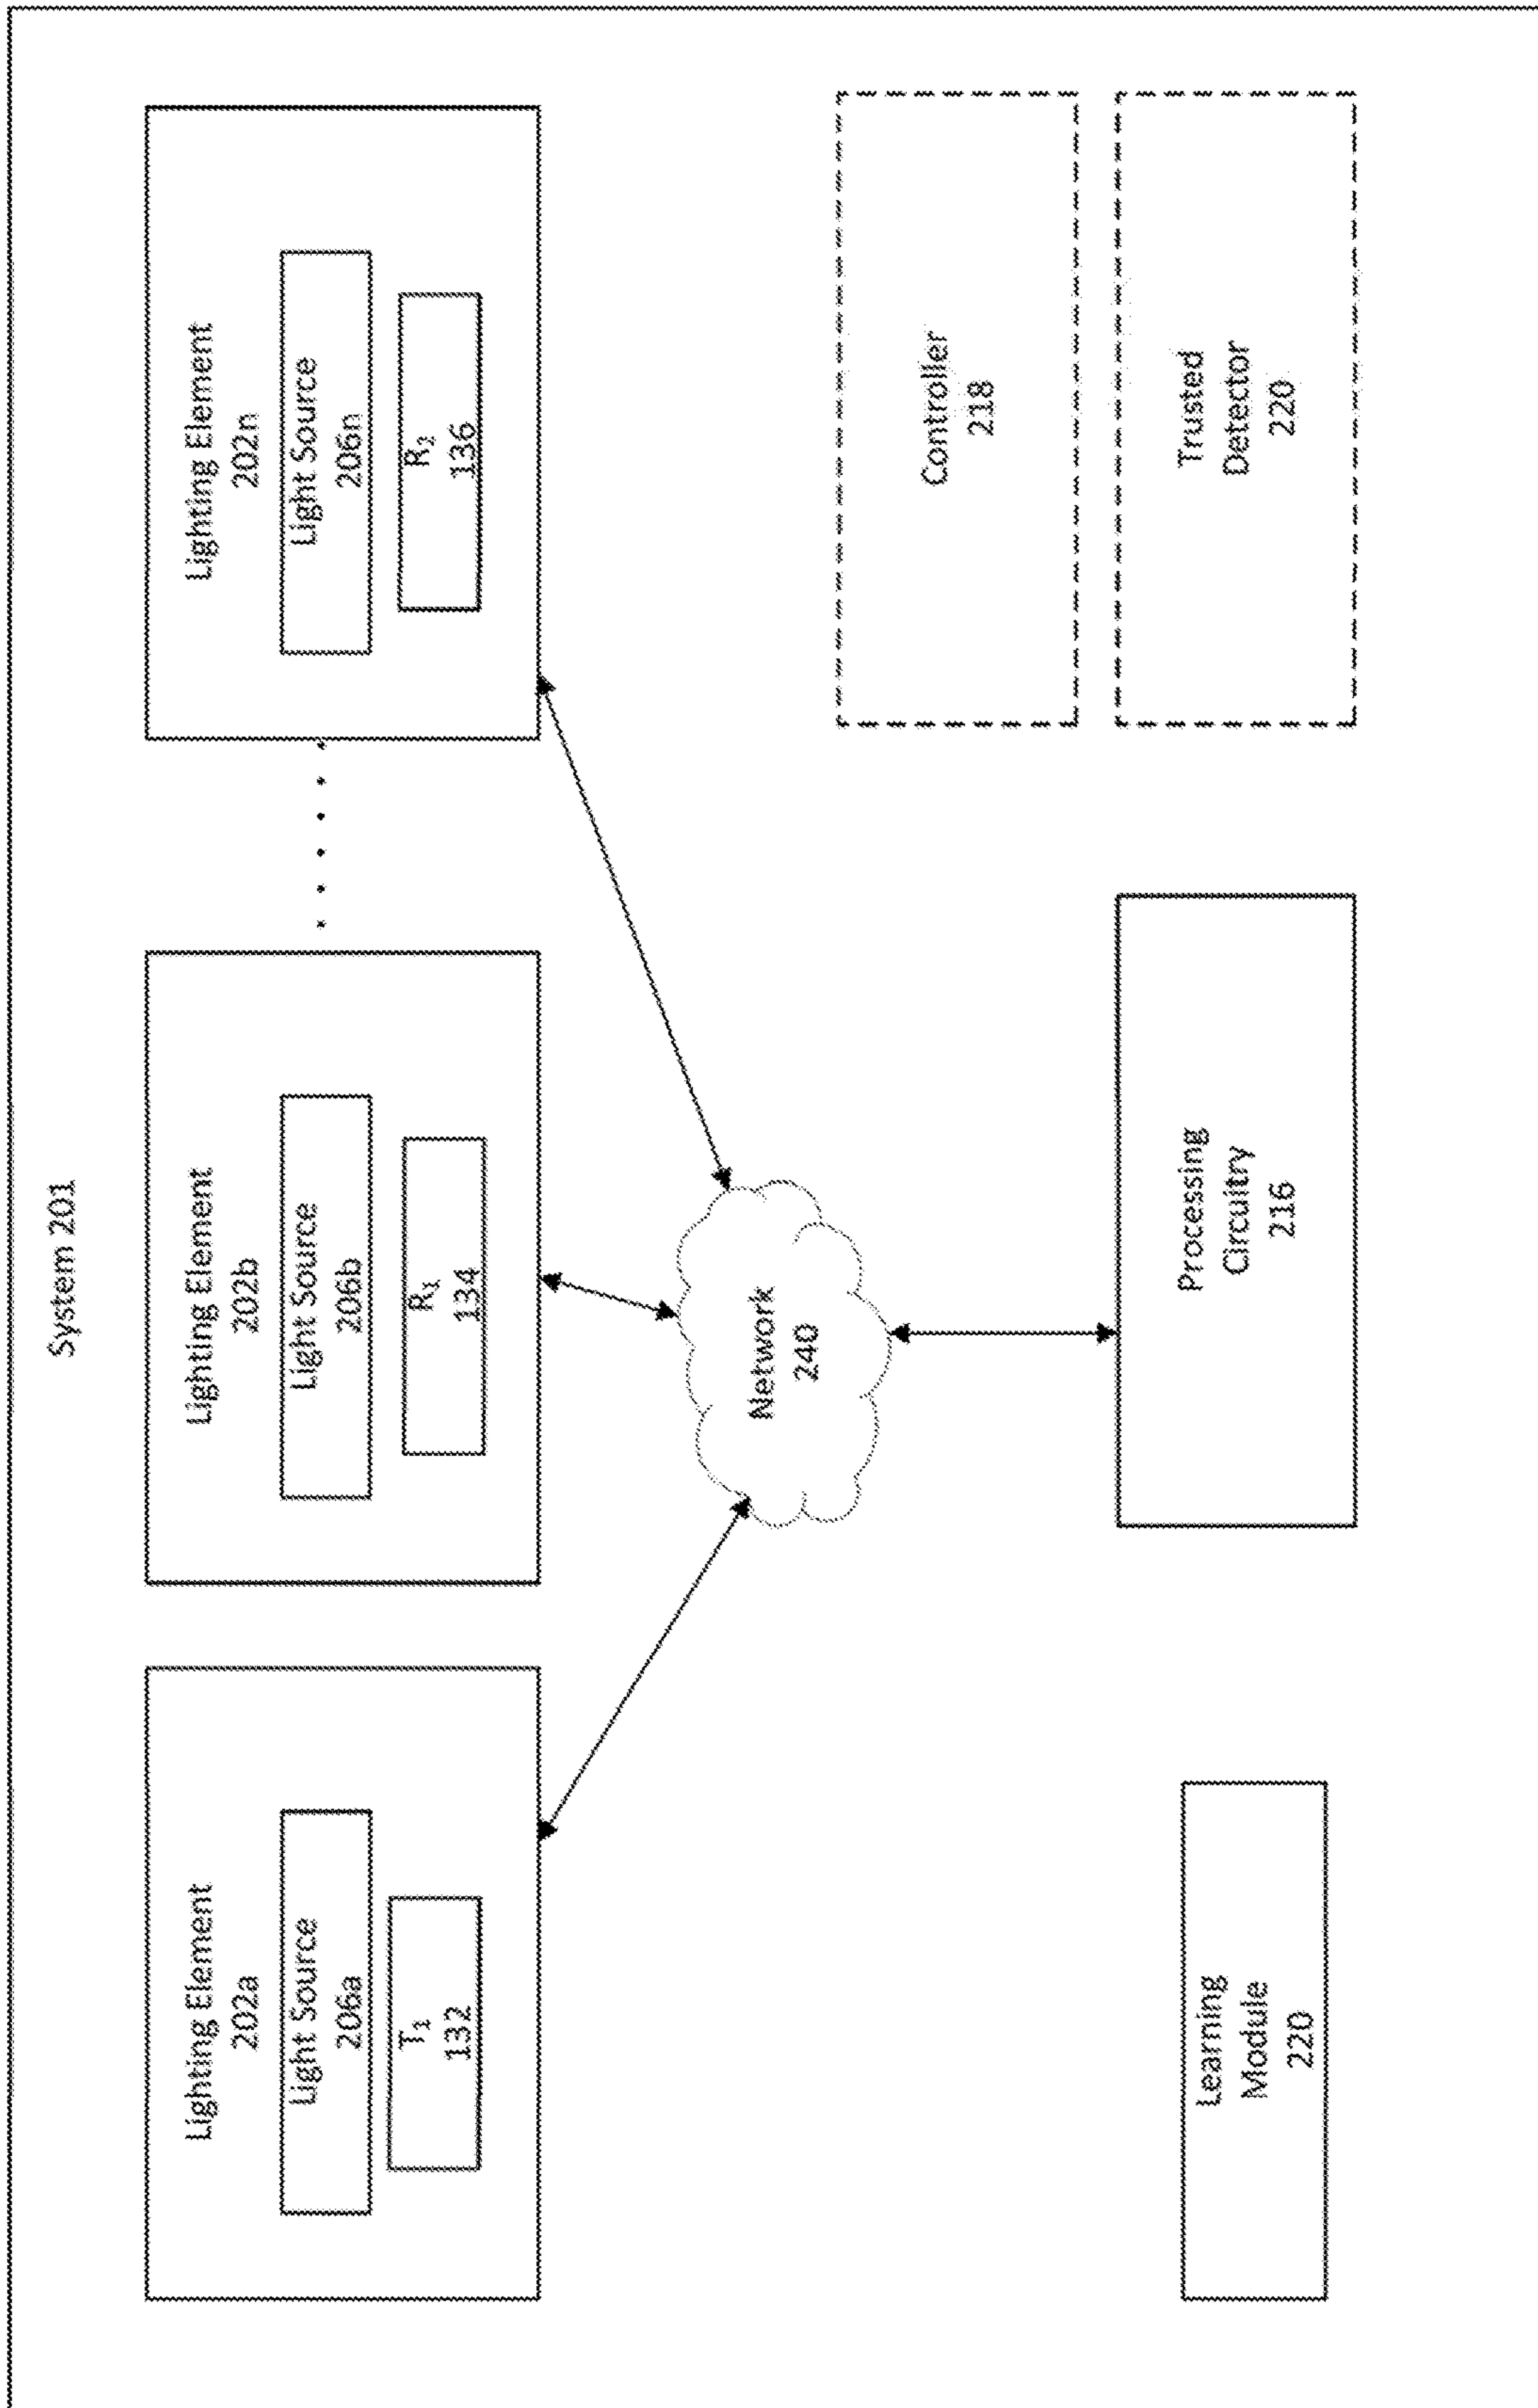 System 201
Lighting Element
202a
Light Source
206a
T₁
132
Lighting Element
202b
Light Source
206b
R₁
134
Lighting Element
202n
Light Source
206n
R₂
136
Network
240
Learning
Module
220
Processing
Circuitry
216
Controller
218
Trusted
Detector
220